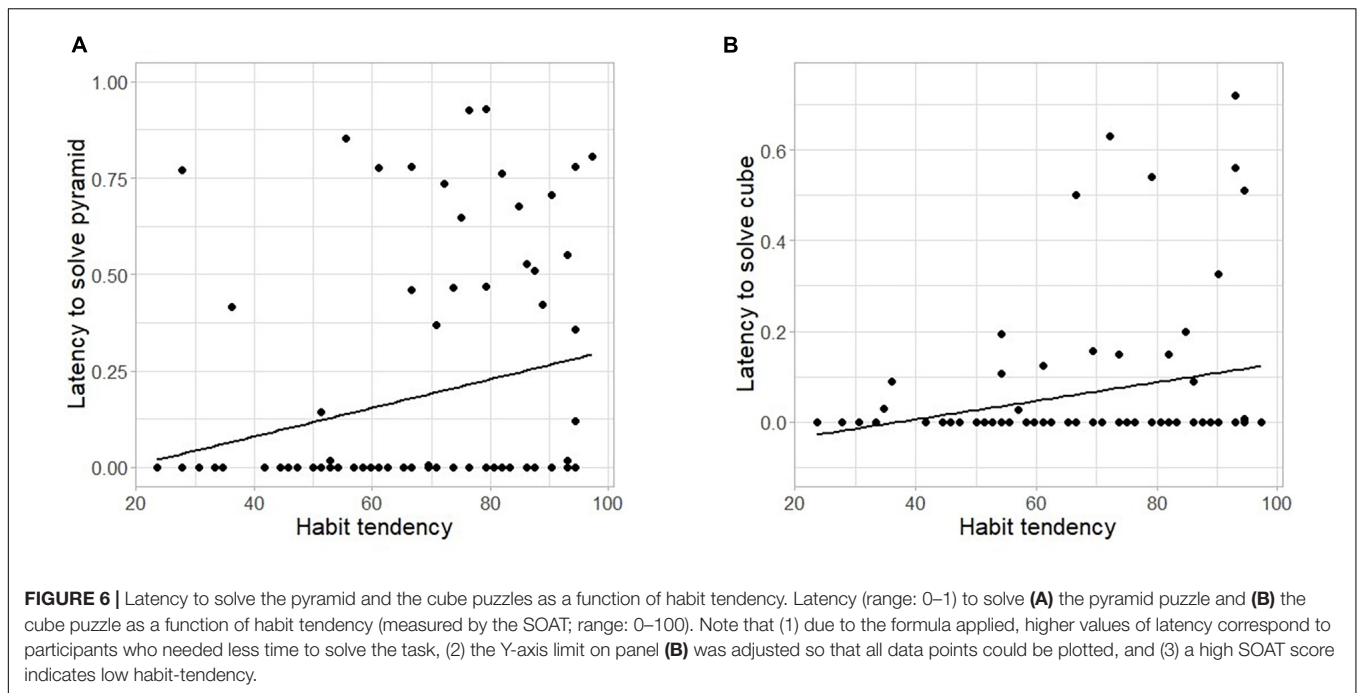 A
1.00
0.75
0.50
0.25
0.00
Latency to solve pyramid
20 40 60 80 100
Habit tendency
B
0.6
0.4
0.2
0.0
Latency to solve cube
20 40 60 80 100
Habit tendency
FIGURE 6 | Latency to solve the pyramid and the cube puzzles as a function of habit tendency. Latency (range: 0–1) to solve (A) the pyramid puzzle and (B) the
cube puzzle as a function of habit tendency (measured by the SOAT; range: 0–100). Note that (1) due to the formula applied, higher values of latency correspond to
participants who needed less time to solve the task, (2) the Y-axis limit on panel (B) was adjusted so that all data points could be plotted, and (3) a high SOAT score
indicates low habit-tendency.